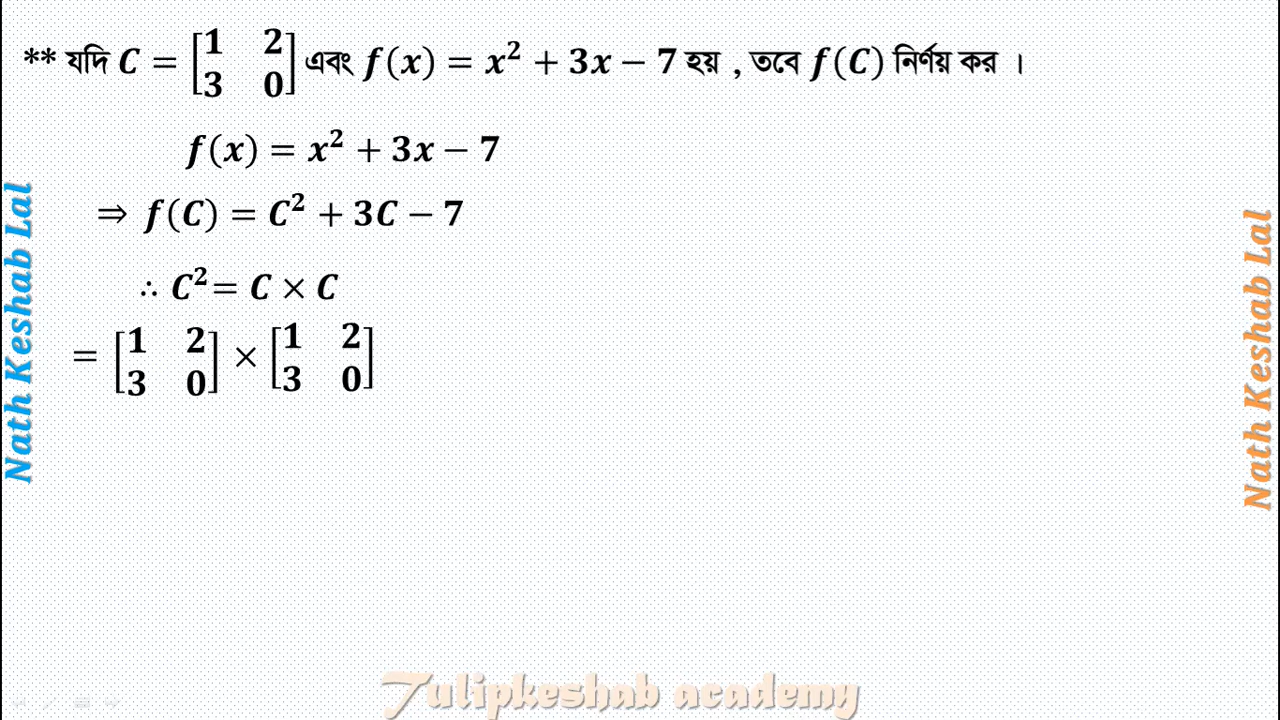 ** যদি C = [1 2; 3 0] এবং f(x) = x² + 3x − 7 হয় , তবে f(C) নির্ণয় কর ।
f(x) = x² + 3x − 7
⇒ f(C) = C² + 3C − 7
∴ C² = C × C
= [1 2; 3 0] × [1 2; 3 0]
Nath Keshab Lal
Nath Keshab Lal
Tulipkeshab academy